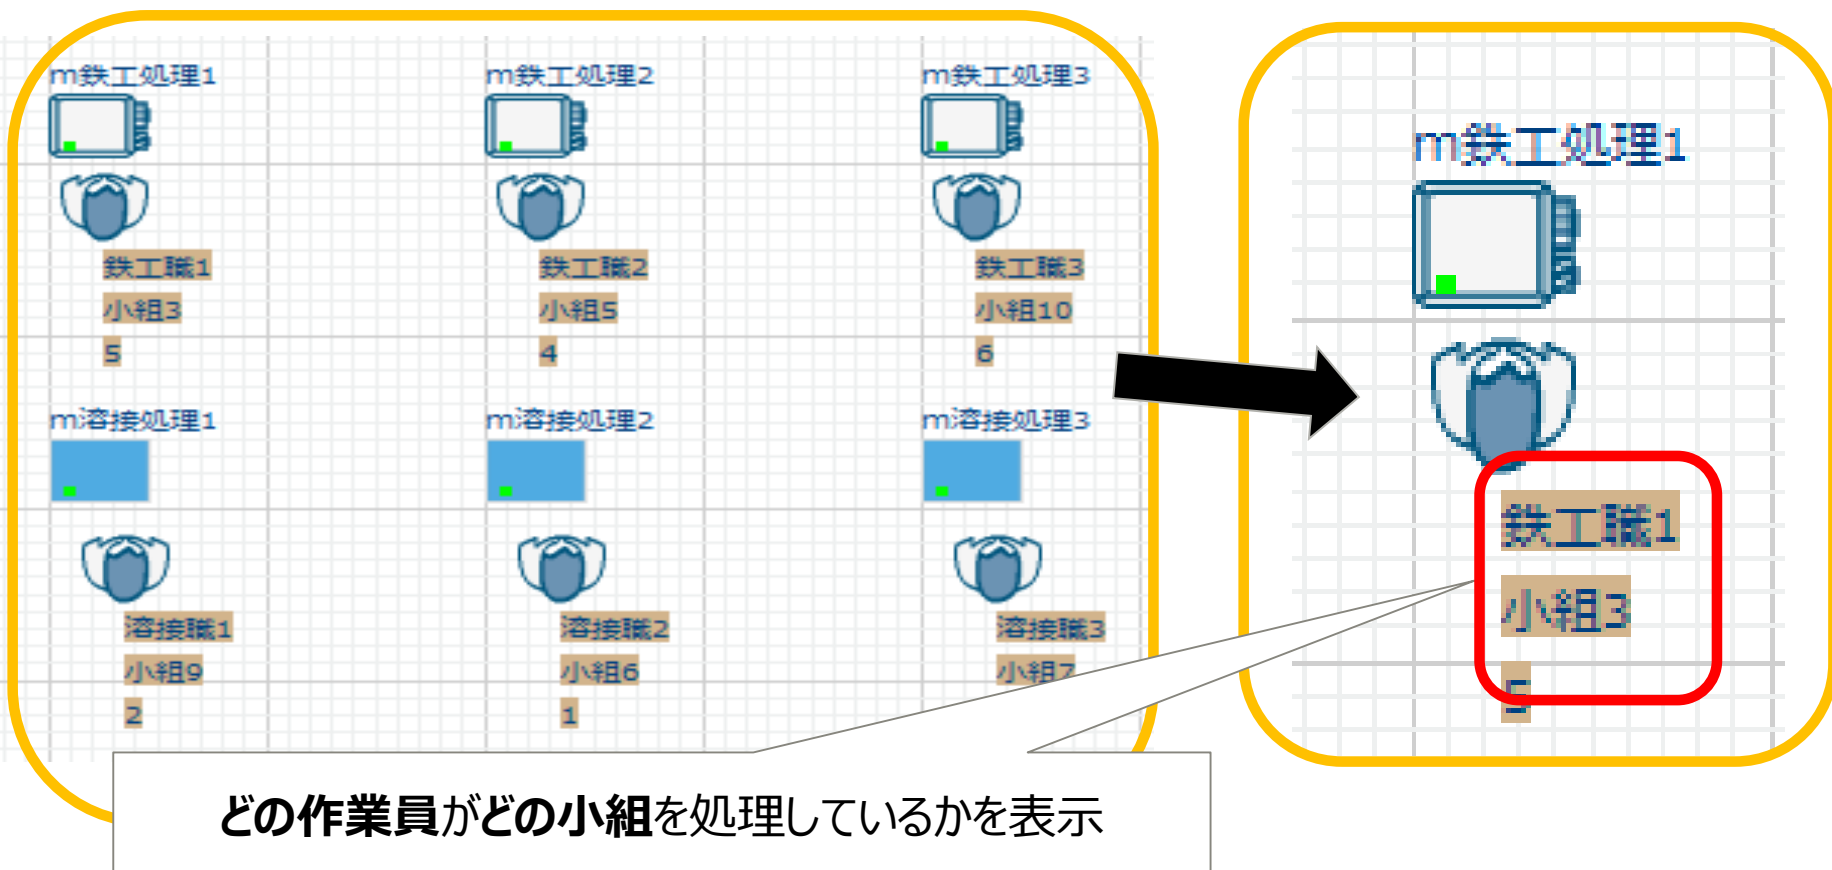 m鉄工処理1
m鉄工処理2
m鉄工処理3
鉄工職1
小組3
5
鉄工職2
小組5
4
鉄工職3
小組10
6
m溶接処理1
m溶接処理2
m溶接処理3
溶接職1
小組9
2
溶接職2
小組6
1
溶接職3
小組7
m鉄工処理1
鉄工職1
小組3
5
どの作業員がどの小組を処理しているかを表示